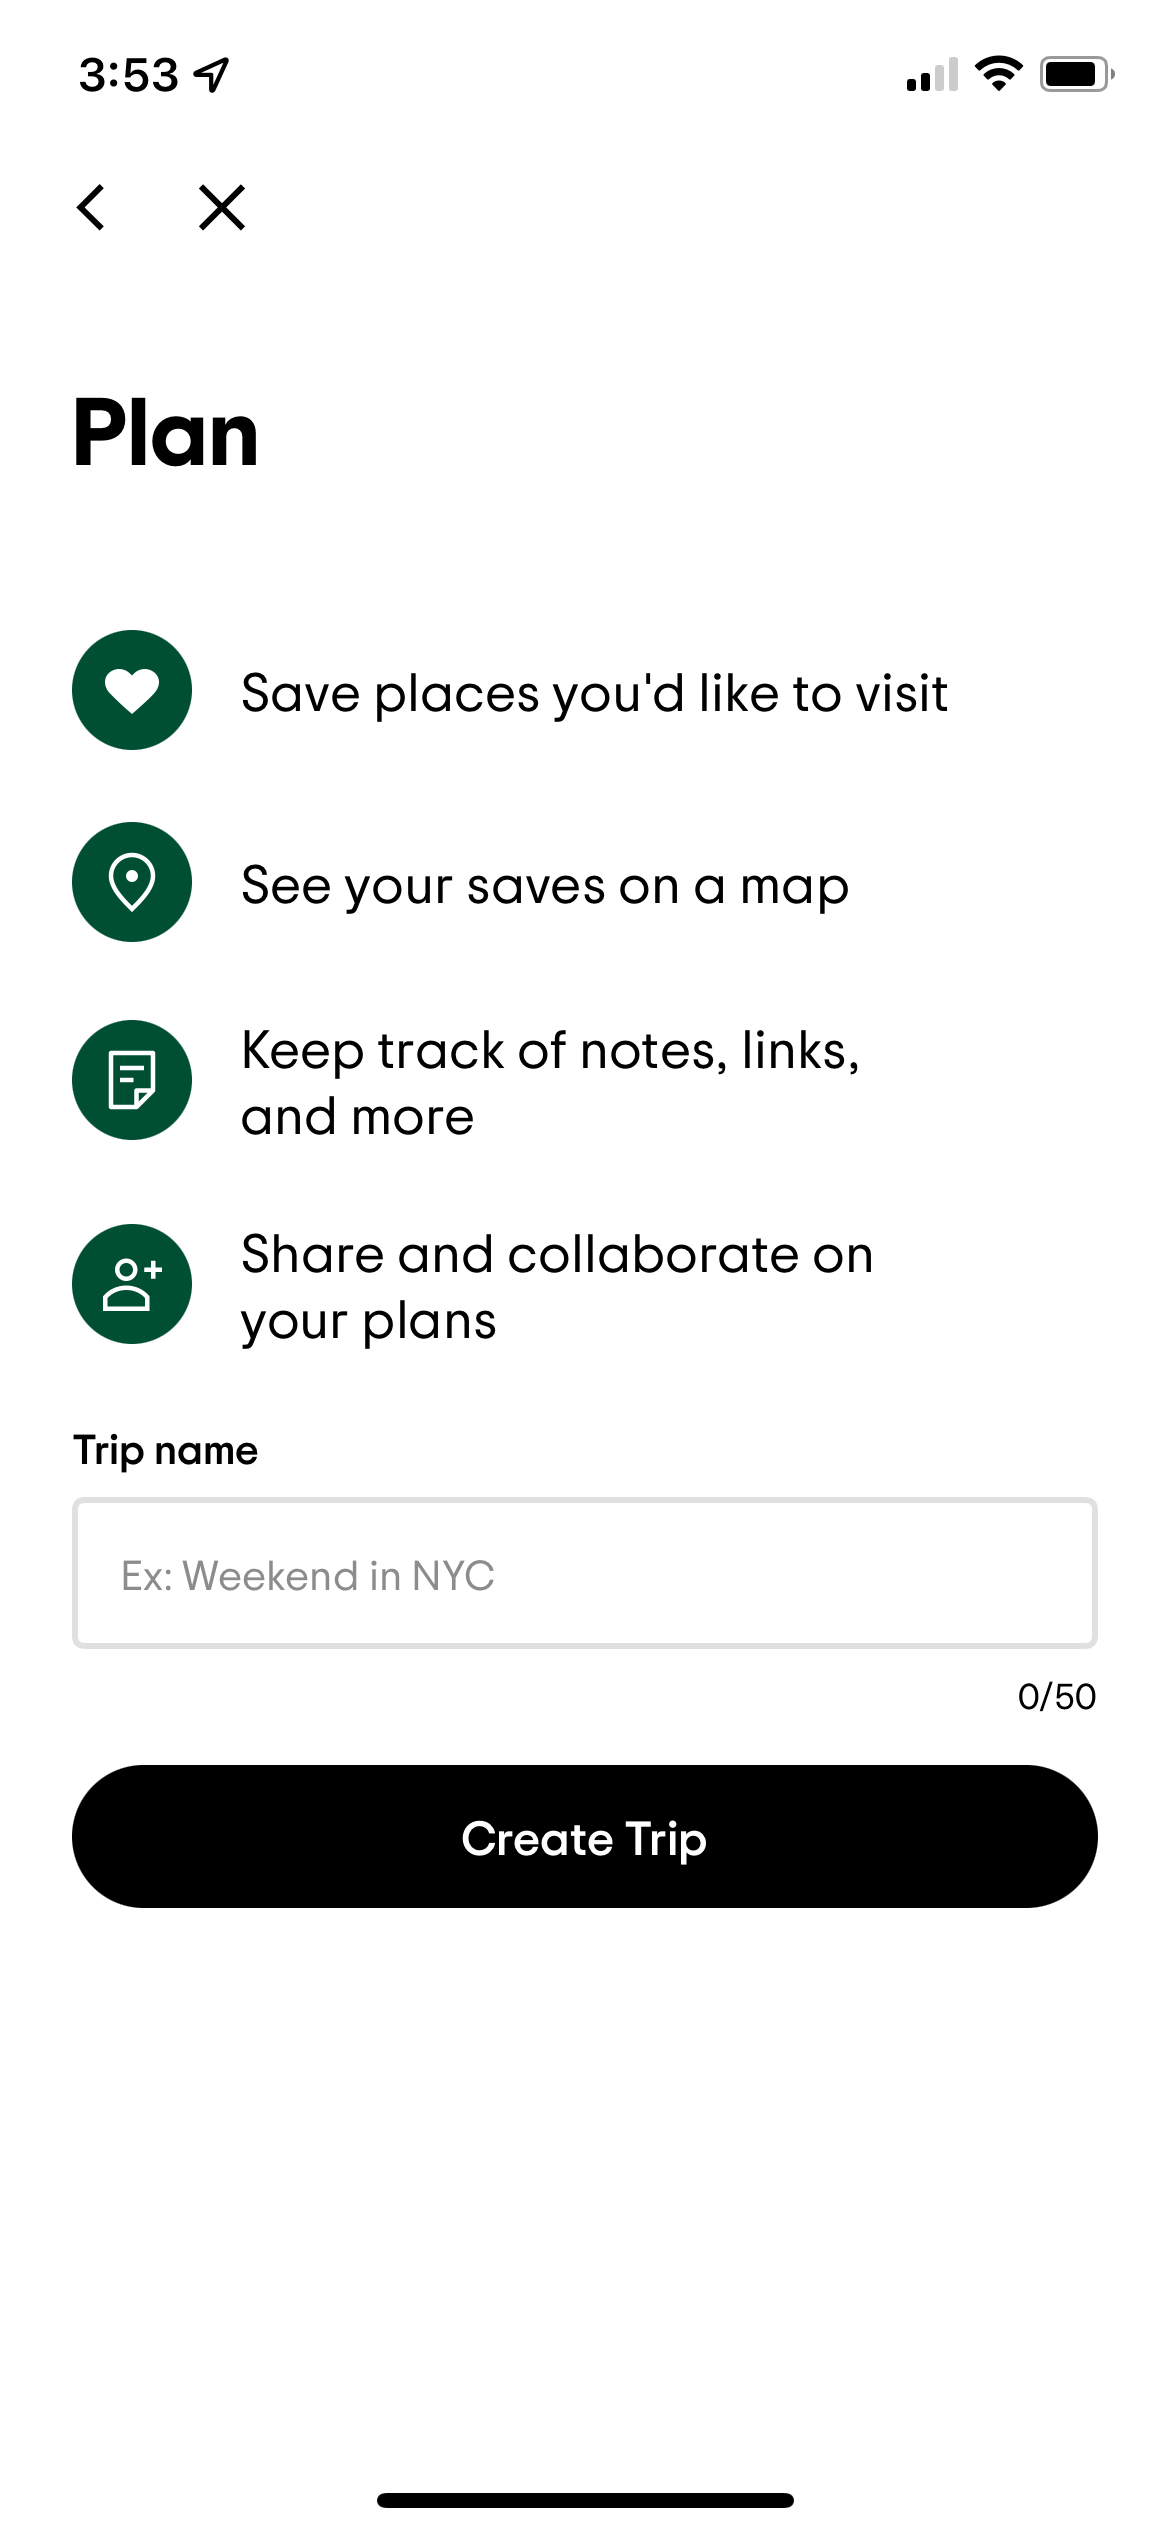 3:53
Plan
Save places you'd like to visit
See your saves on a map
Keep track of notes, links,
and more
Share and collaborate on
your plans
Trip name
Ex: Weekend in NYC
0/50
Create Trip